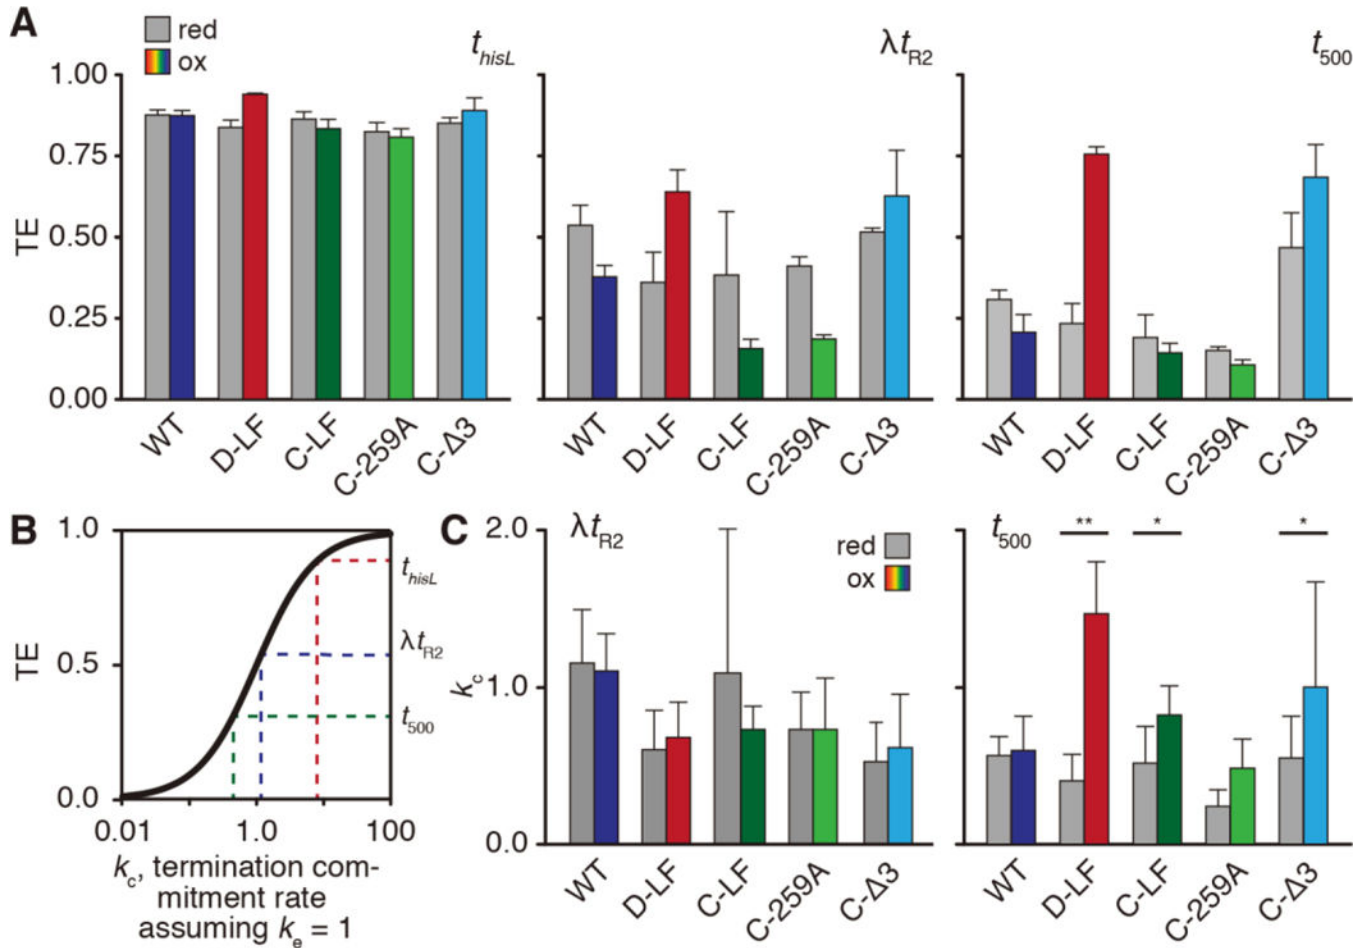 A
red
ox
t_hisL
λt_R2
t_500
TE
1.00
0.75
0.50
0.25
0.00
WT
D-LF
C-LF
C-259A
C-Δ3
WT
D-LF
C-LF
C-259A
C-Δ3
WT
D-LF
C-LF
C-259A
C-Δ3
B
TE
1.0
0.5
0.0
0.01
1.0
100
t_hisL
λt_R2
t_500
k_c, termination com-
mitment rate
assuming k_e = 1
C
λt_R2
red
ox
k_c
2.0
1.0
0.0
WT
D-LF
C-LF
C-259A
C-Δ3
t_500
**
*
*
WT
D-LF
C-LF
C-259A
C-Δ3